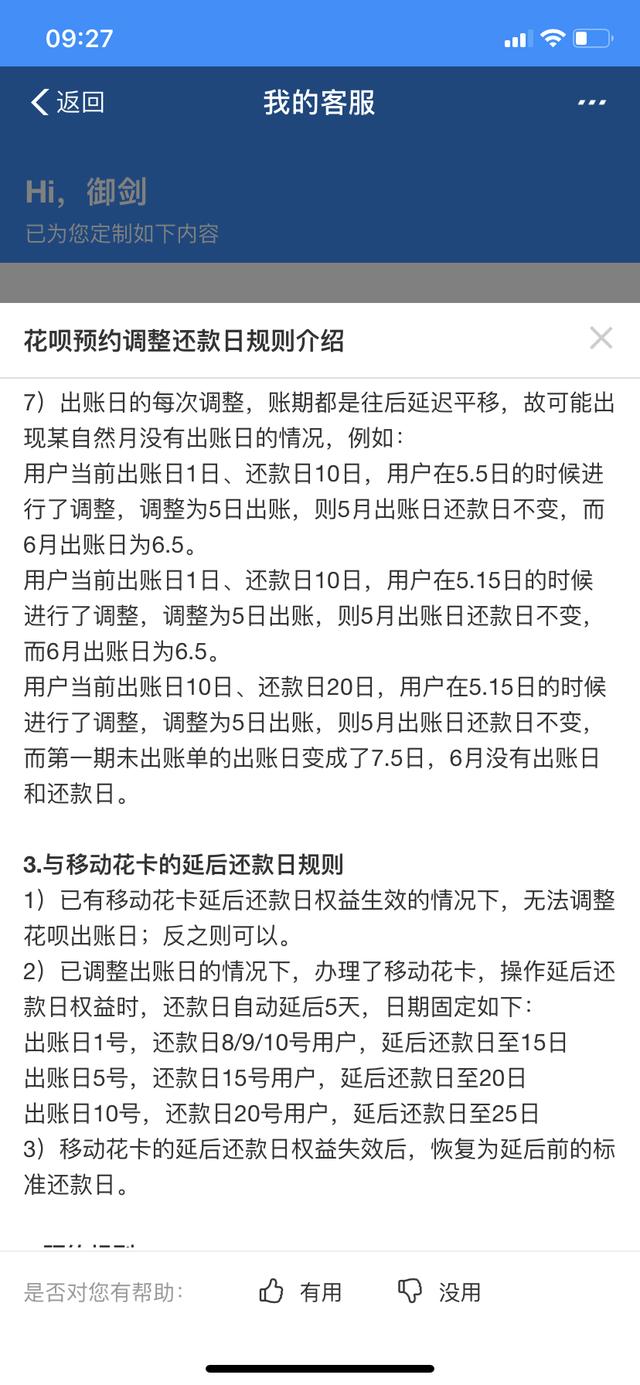 09:27
返回
我的客服
Hi，御剑
已为您定制如下内容
花呗预约调整还款日规则介绍
7）出账日的每次调整，账期都是往后延迟平移，故可能出
现某自然月没有出账日的情况，例如：
用户当前出账日1日、还款日10日，用户在5.5日的时候进
行了调整，调整为5日出账，则5月出账日还款日不变，而
6月出账日为6.5。
用户当前出账日1日、还款日10日，用户在5.15日的时候
进行了调整，调整为5日出账，则5月出账日还款日不变，
而6月出账日为6.5。
用户当前出账日10日、还款日20日，用户在5.15日的时候
进行了调整，调整为5日出账，则5月出账日还款日不变，
而第一期未出账单的出账日变成了7.5日，6月没有出账日
和还款日。
3.与移动花卡的延后还款日规则
1）已有移动花卡延后还款日权益生效的情况下，无法调整
花呗出账日；反之则可以。
2）已调整出账日的情况下，办理了移动花卡，操作延后还
款日权益时，还款日自动延后5天，日期固定如下：
出账日1号，还款日8/9/10号用户，延后还款日至15日
出账日5号，还款日15号用户，延后还款日至20日
出账日10号，还款日20号用户，延后还款日至25日
3）移动花卡的延后还款日权益失效后，恢复为延后前的标
准还款日。
是否对您有帮助：
有用
没用